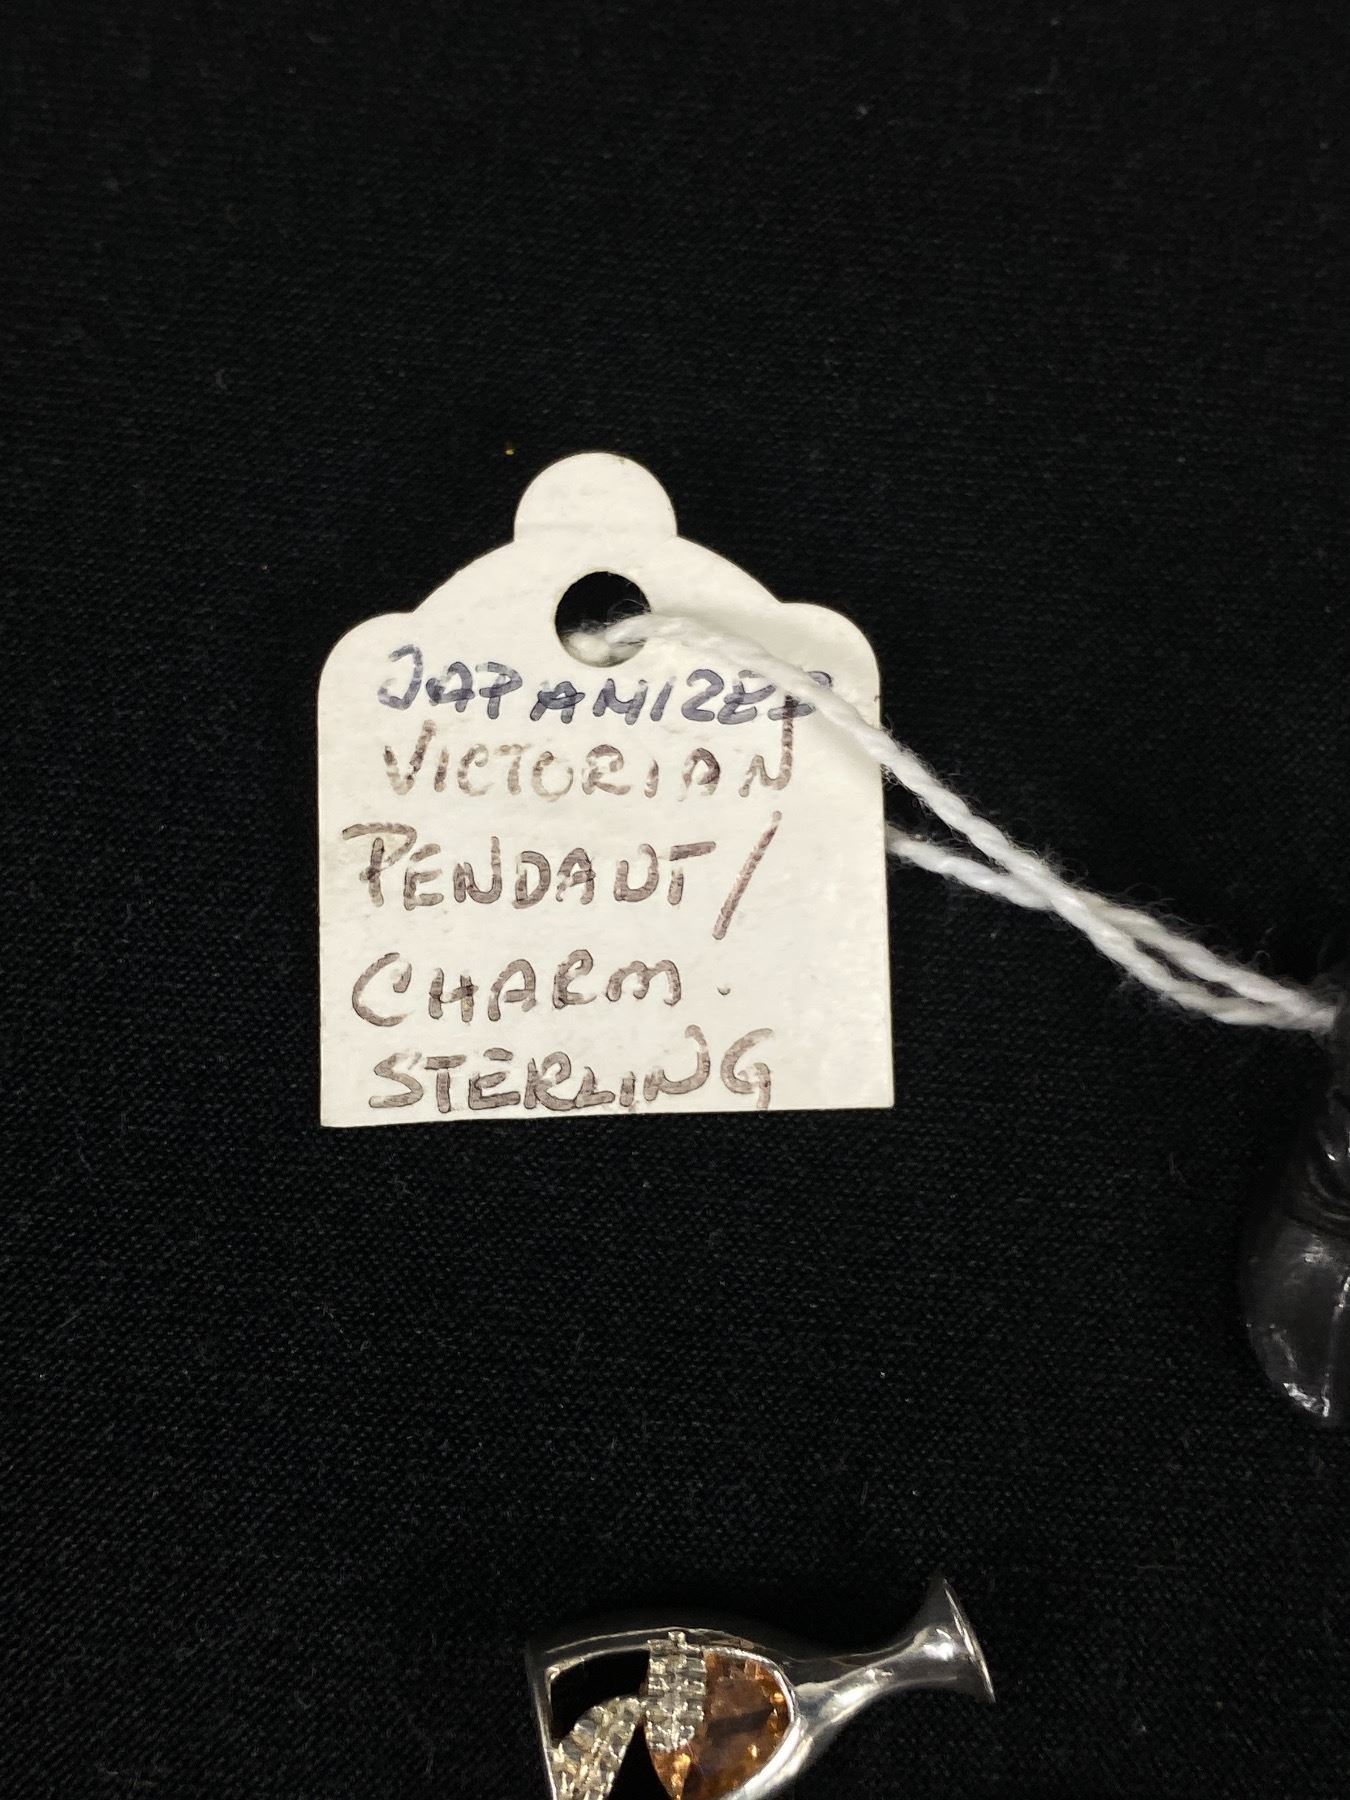 JAPANIZED
VICTORIAN
PENDANT/
CHARM.
STERLING